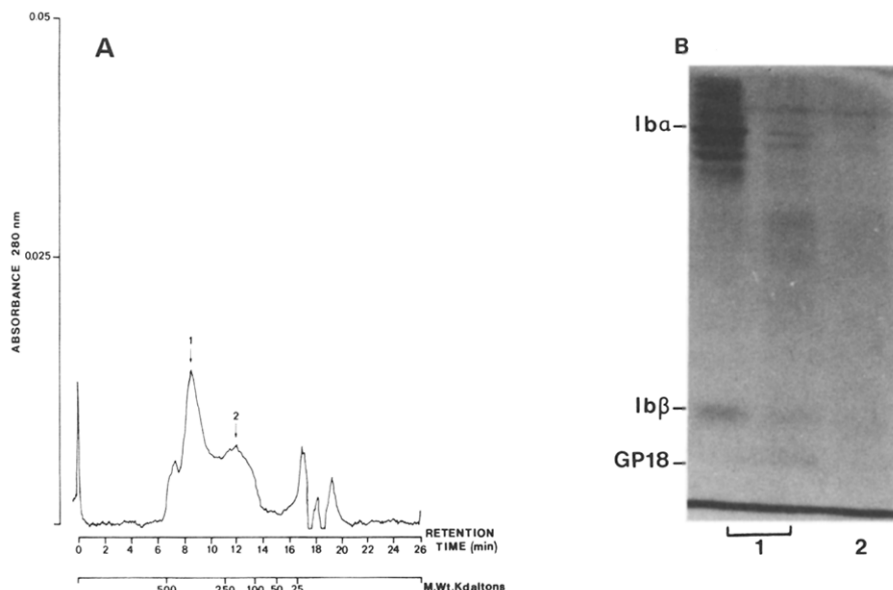 A
0.05
0.025
ABSORBANCE 280 nm
1
2
0 2 4 6 8 10 12 14 16 18 20 22 24 26
RETENTION
TIME (min)
500 250 100 50 25
M.Wt.Kdaltons
B
Ibα
Ibβ
GP18
1 2